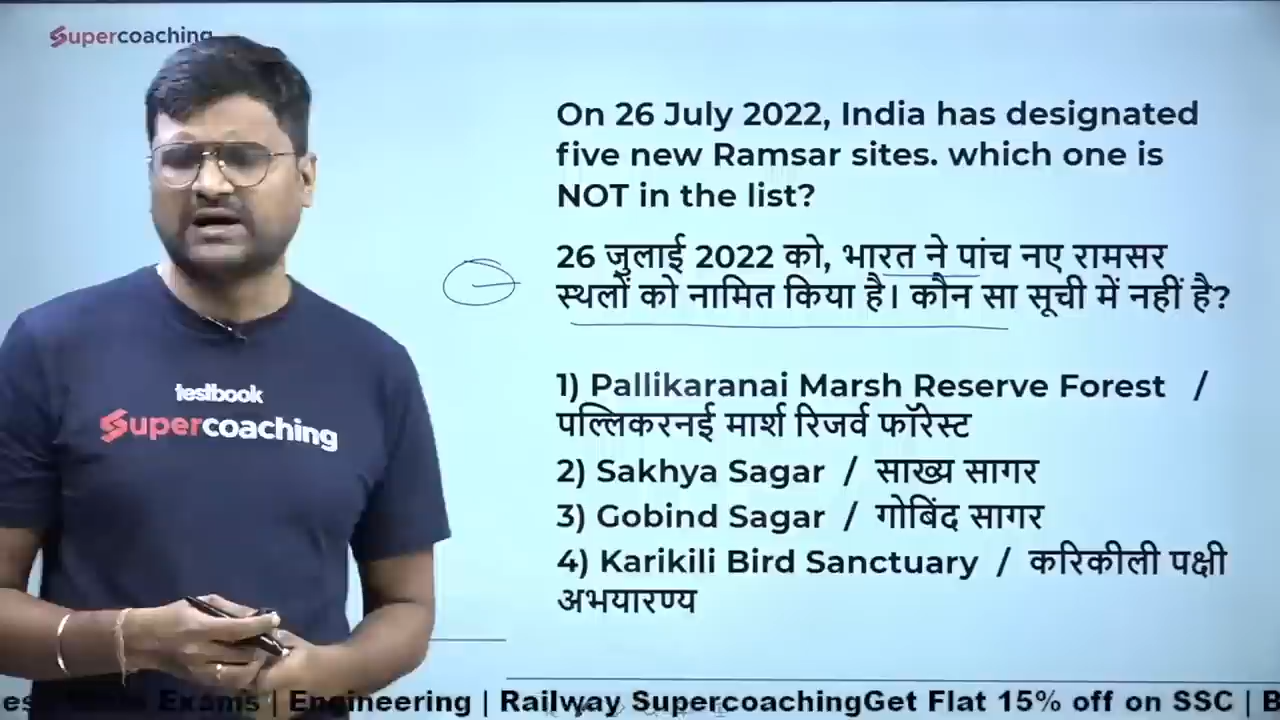 Supercoaching
On 26 July 2022, India has designated
five new Ramsar sites. which one is
NOT in the list?
26 जुलाई 2022 को, भारत ने पांच नए रामसर
स्थलों को नामित किया है। कौन सा सूची में नहीं है?
1) Pallikaranai Marsh Reserve Forest /
पल्लिकरनई मार्श रिजर्व फॉरेस्ट
2) Sakhya Sagar / साख्य सागर
3) Gobind Sagar / गोबिंद सागर
4) Karikili Bird Sanctuary / करिकीली पक्षी
अभयारण्य
testbook
Supercoaching
Exams | Engineering | Railway SupercoachingGet Flat 15% off on SSC | B